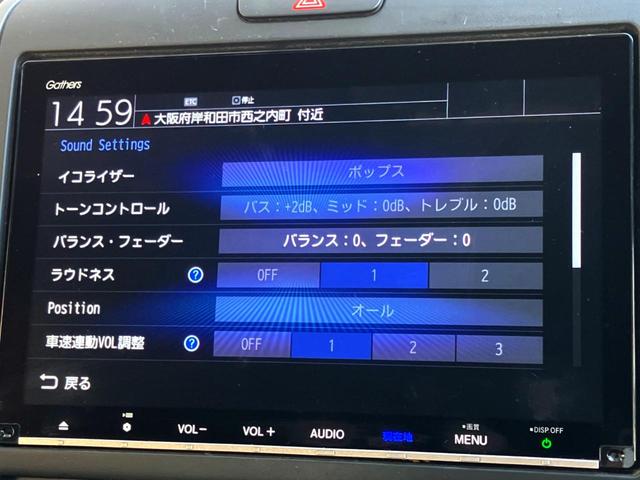 Gathers
14 59
ETC
停止
大阪府岸和田市西之内町 付近
Sound Settings
イコライザー ポップス
トーンコントロール バス：+2dB、ミッド：0dB、トレブル：0dB
バランス・フェーダー バランス：0、フェーダー：0
ラウドネス ? OFF 1 2
Position オール
車速連動VOL調整 ? OFF 1 2 3
戻る
VOL− VOL+ AUDIO 現在地 画質 MENU DISP OFF